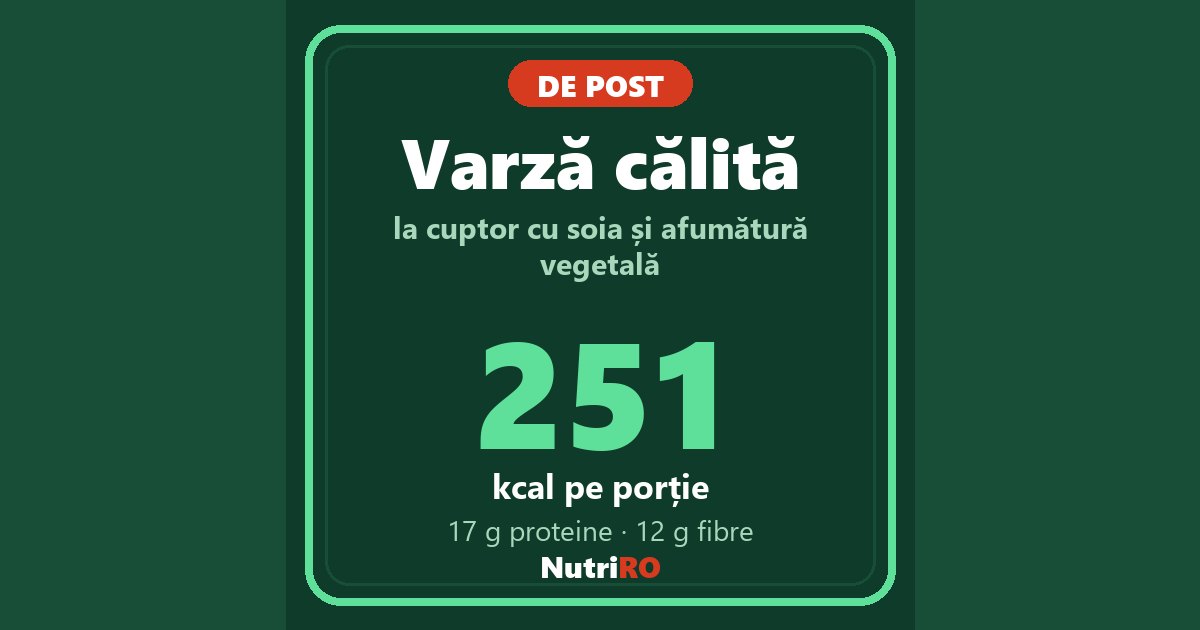 DE POST
Varză călită
la cuptor cu soia și afumătură
vegetală
251
kcal pe porție
17 g proteine · 12 g fibre
NutriRO